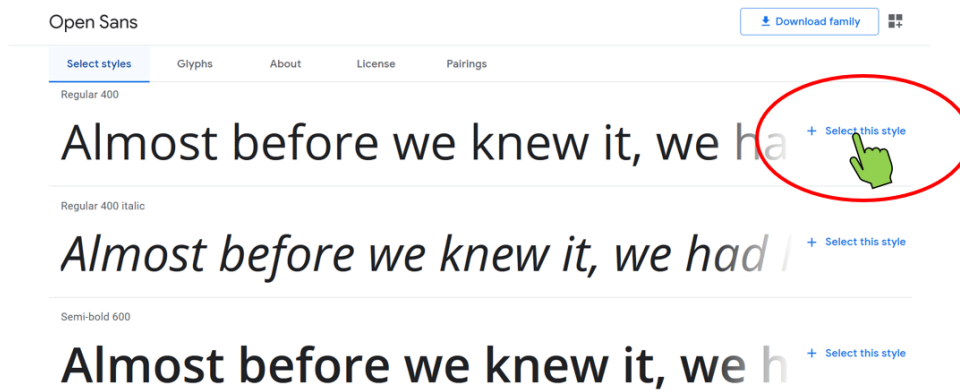 Open Sans
Download family
Select styles Glyphs About License Pairings
Regular 400
Almost before we knew it, we ha
+ Select this style
Regular 400 italic
Almost before we knew it, we had
+ Select this style
Semi-bold 600
Almost before we knew it, we h
+ Select this style